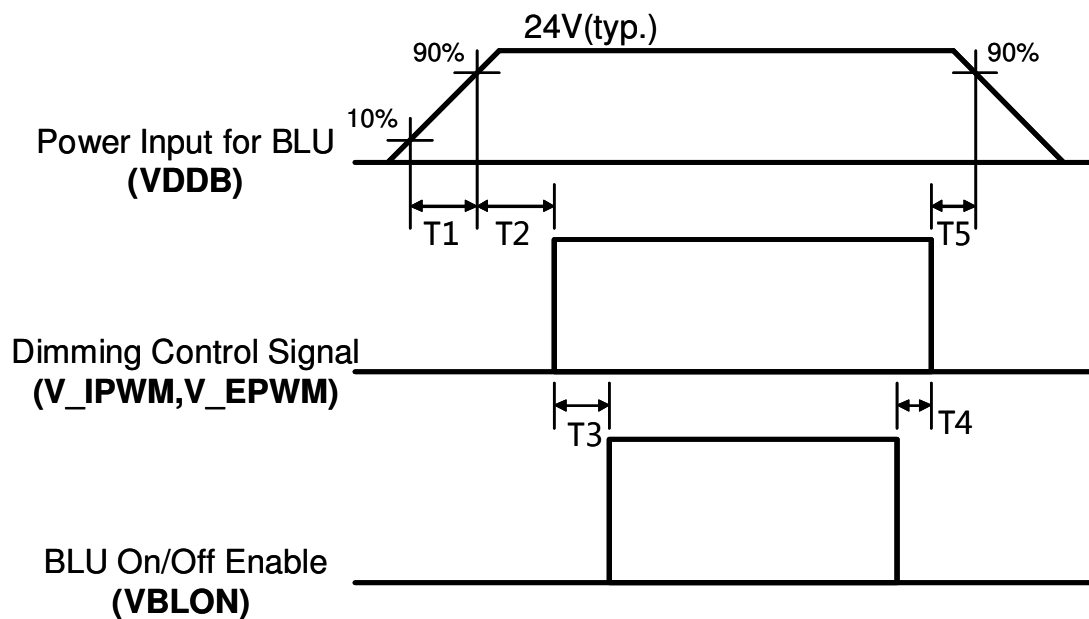 24V(typ.)
90%
90%
10%
Power Input for BLU
(VDDB)
T1
T2
T5
Dimming Control Signal
(V_IPWM,V_EPWM)
T3
T4
BLU On/Off Enable
(VBLON)